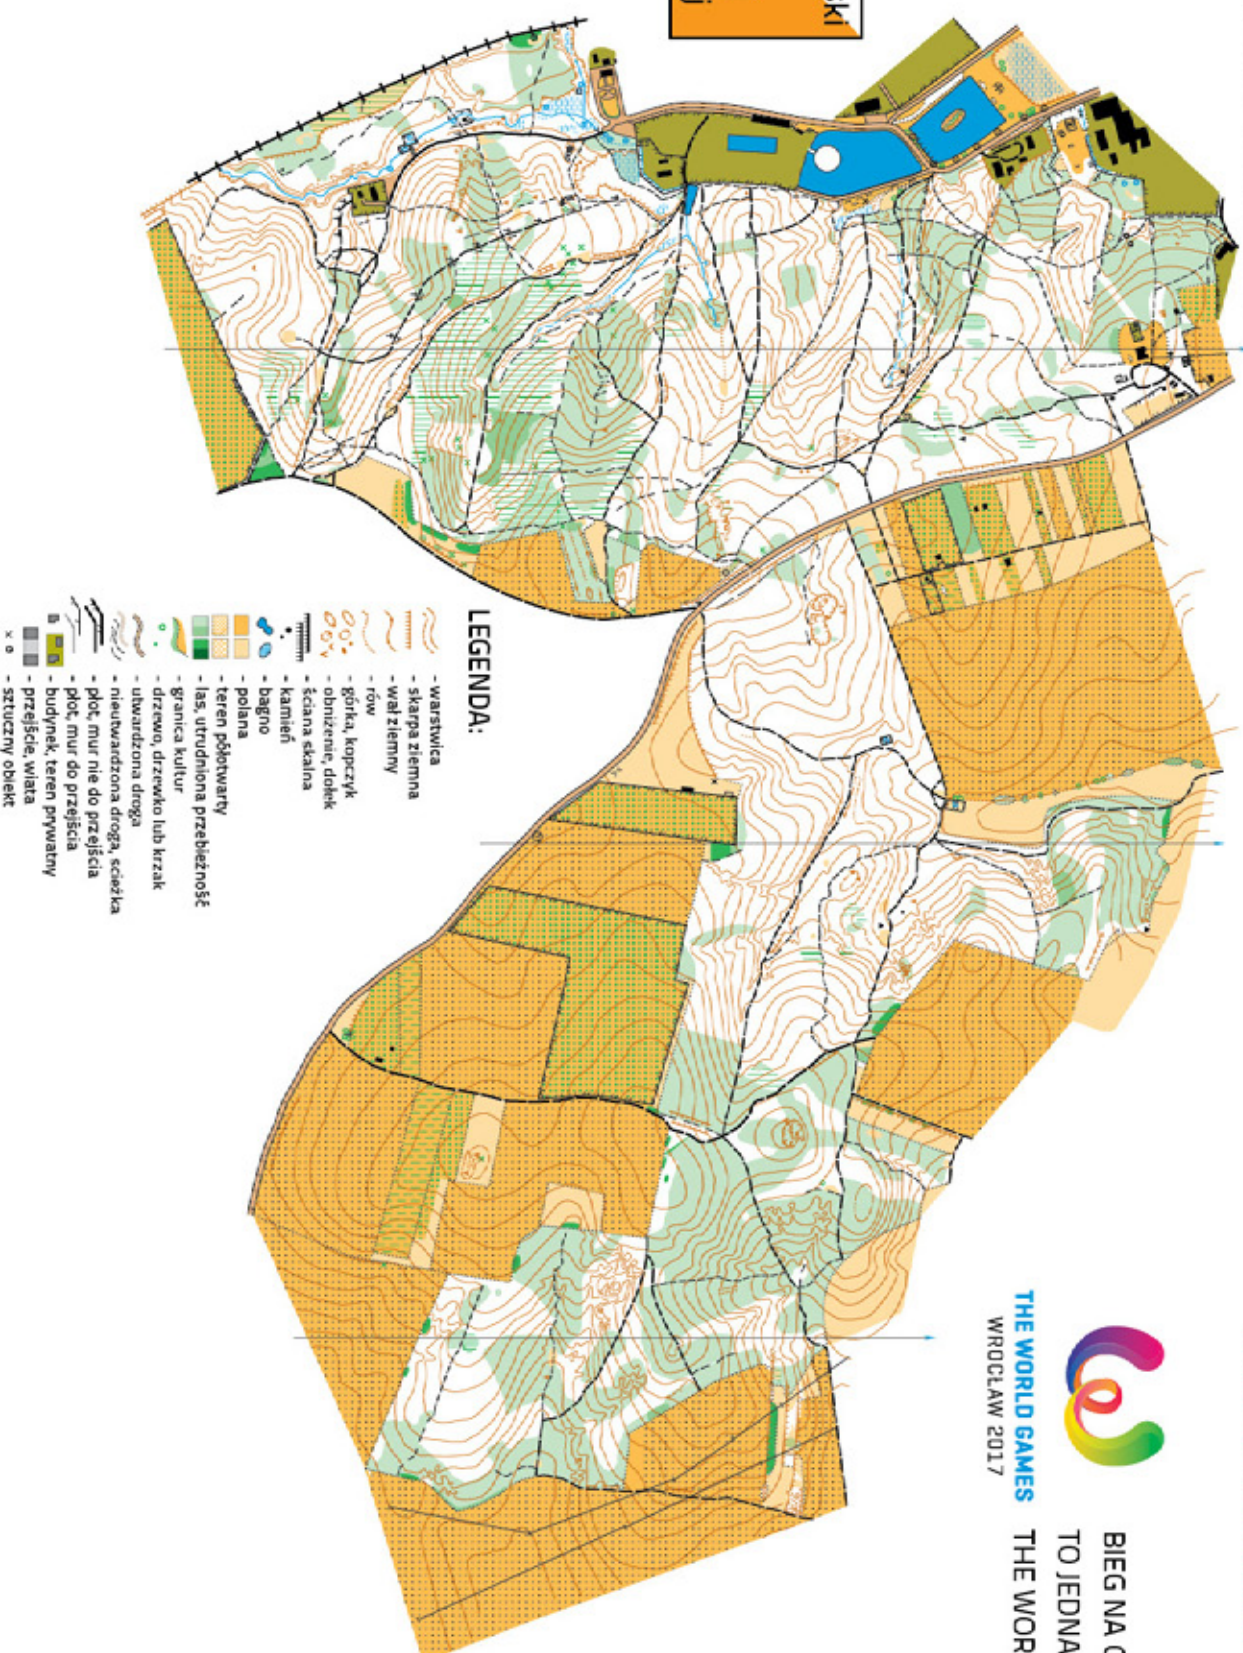 ski
j
THE WORLD GAMES
WROCŁAW 2017
BIEG NA
TO JEDNA
THE WOR
LEGENDA:
- warstwica
- skarpa ziemna
- wał ziemny
- rów
- górka, kopczyk
- obniżenie, dołek
- ściana skalna
- kamień
- bagno
- polana
- teren półotwarty
- las, utrudniona przebieżność
- granica kultur
- drzewo, drzewko lub krzak
- utwardzona droga
- nieutwardzona droga, ścieżka
- płot, mur nie do przejścia
- płot, mur do przejścia
- budynek, teren prywatny
- przejście, wiata
- sztuczny obiekt